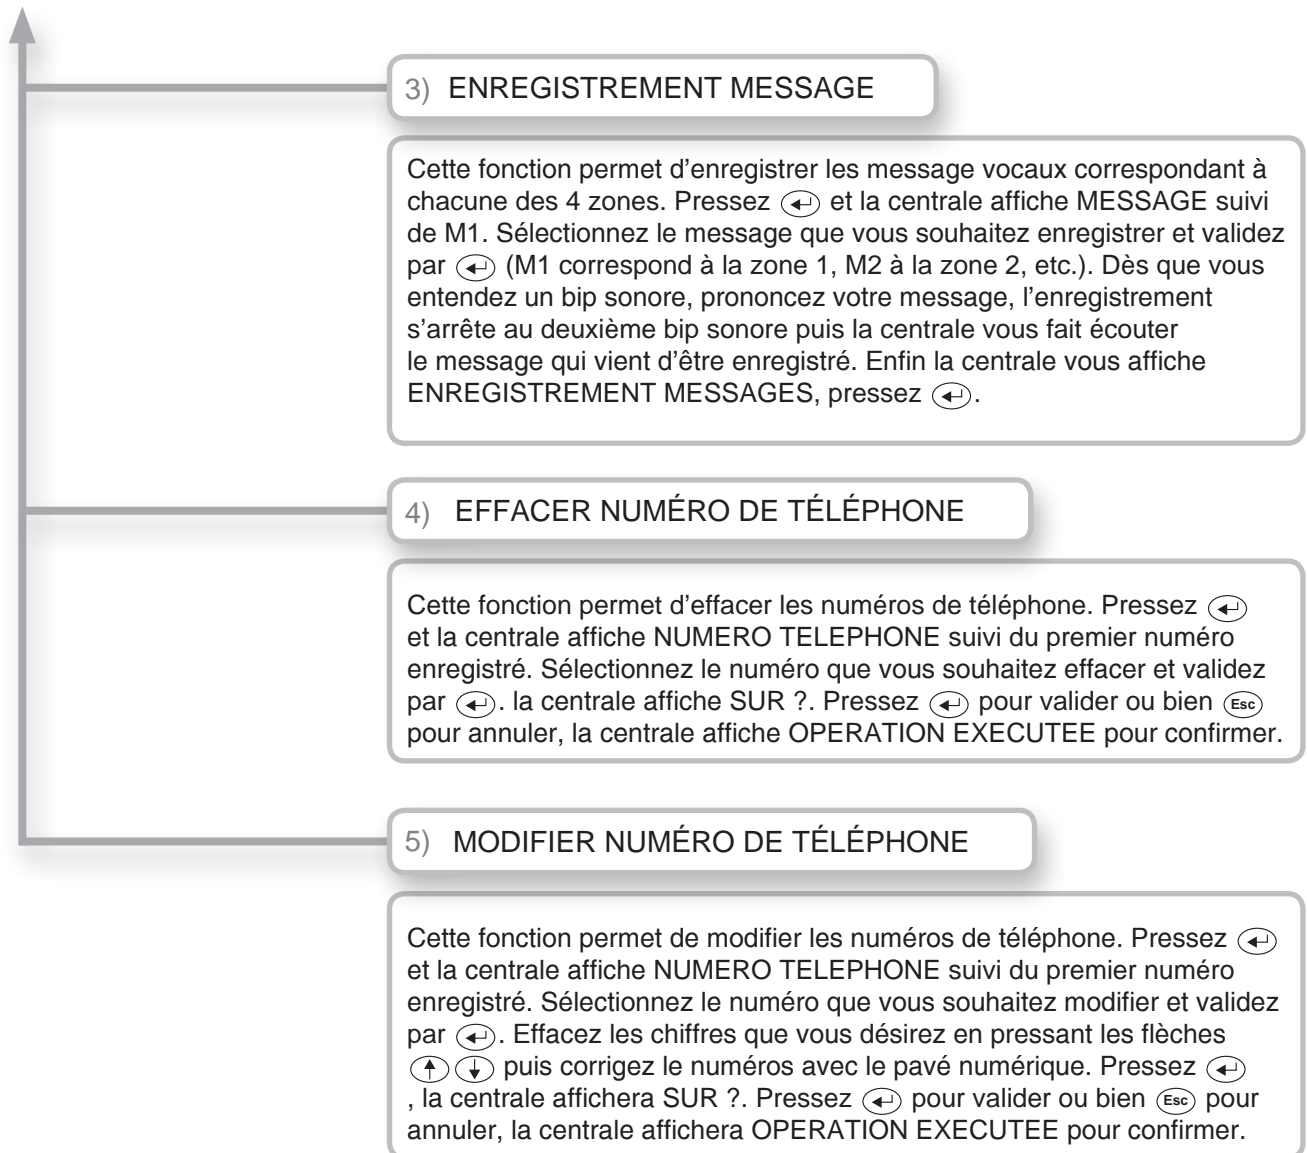 3) ENREGISTREMENT MESSAGE
Cette fonction permet d'enregistrer les message vocaux correspondant à
chacune des 4 zones. Pressez et la centrale affiche MESSAGE suivi
de M1. Sélectionnez le message que vous souhaitez enregistrer et validez
par (M1 correspond à la zone 1, M2 à la zone 2, etc.). Dès que vous
entendez un bip sonore, prononcez votre message, l'enregistrement
s'arrête au deuxième bip sonore puis la centrale vous fait écouter
le message qui vient d'être enregistré. Enfin la centrale vous affiche
ENREGISTREMENT MESSAGES, pressez .
4) EFFACER NUMÉRO DE TÉLÉPHONE
Cette fonction permet d'effacer les numéros de téléphone. Pressez
et la centrale affiche NUMERO TELEPHONE suivi du premier numéro
enregistré. Sélectionnez le numéro que vous souhaitez effacer et validez
par . la centrale affiche SUR ?. Pressez pour valider ou bien Esc
pour annuler, la centrale affiche OPERATION EXECUTEE pour confirmer.
5) MODIFIER NUMÉRO DE TÉLÉPHONE
Cette fonction permet de modifier les numéros de téléphone. Pressez
et la centrale affiche NUMERO TELEPHONE suivi du premier numéro
enregistré. Sélectionnez le numéro que vous souhaitez modifier et validez
par . Effacez les chiffres que vous désirez en pressant les flèches
puis corrigez le numéros avec le pavé numérique. Pressez
, la centrale affichera SUR ?. Pressez pour valider ou bien Esc pour
annuler, la centrale affichera OPERATION EXECUTEE pour confirmer.